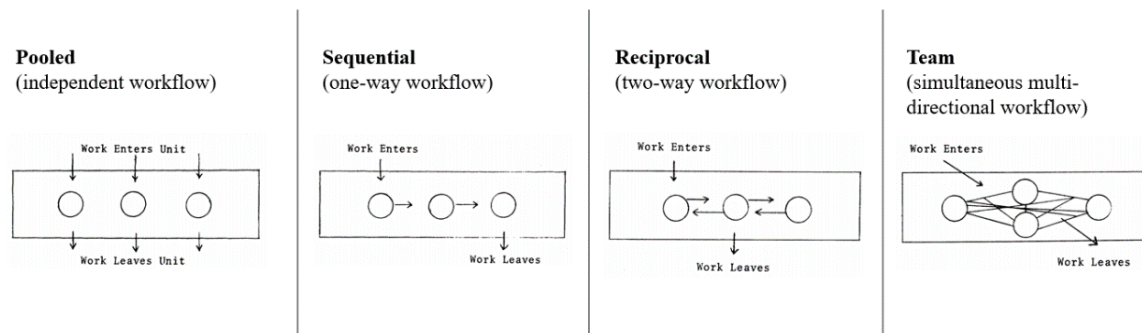 Pooled
(independent workflow)
Work Enters Unit
Work Leaves Unit
Sequential
(one-way workflow)
Work Enters
Work Leaves
Reciprocal
(two-way workflow)
Work Enters
Work Leaves
Team
(simultaneous multi-
directional workflow)
Work Enters
Work Leaves